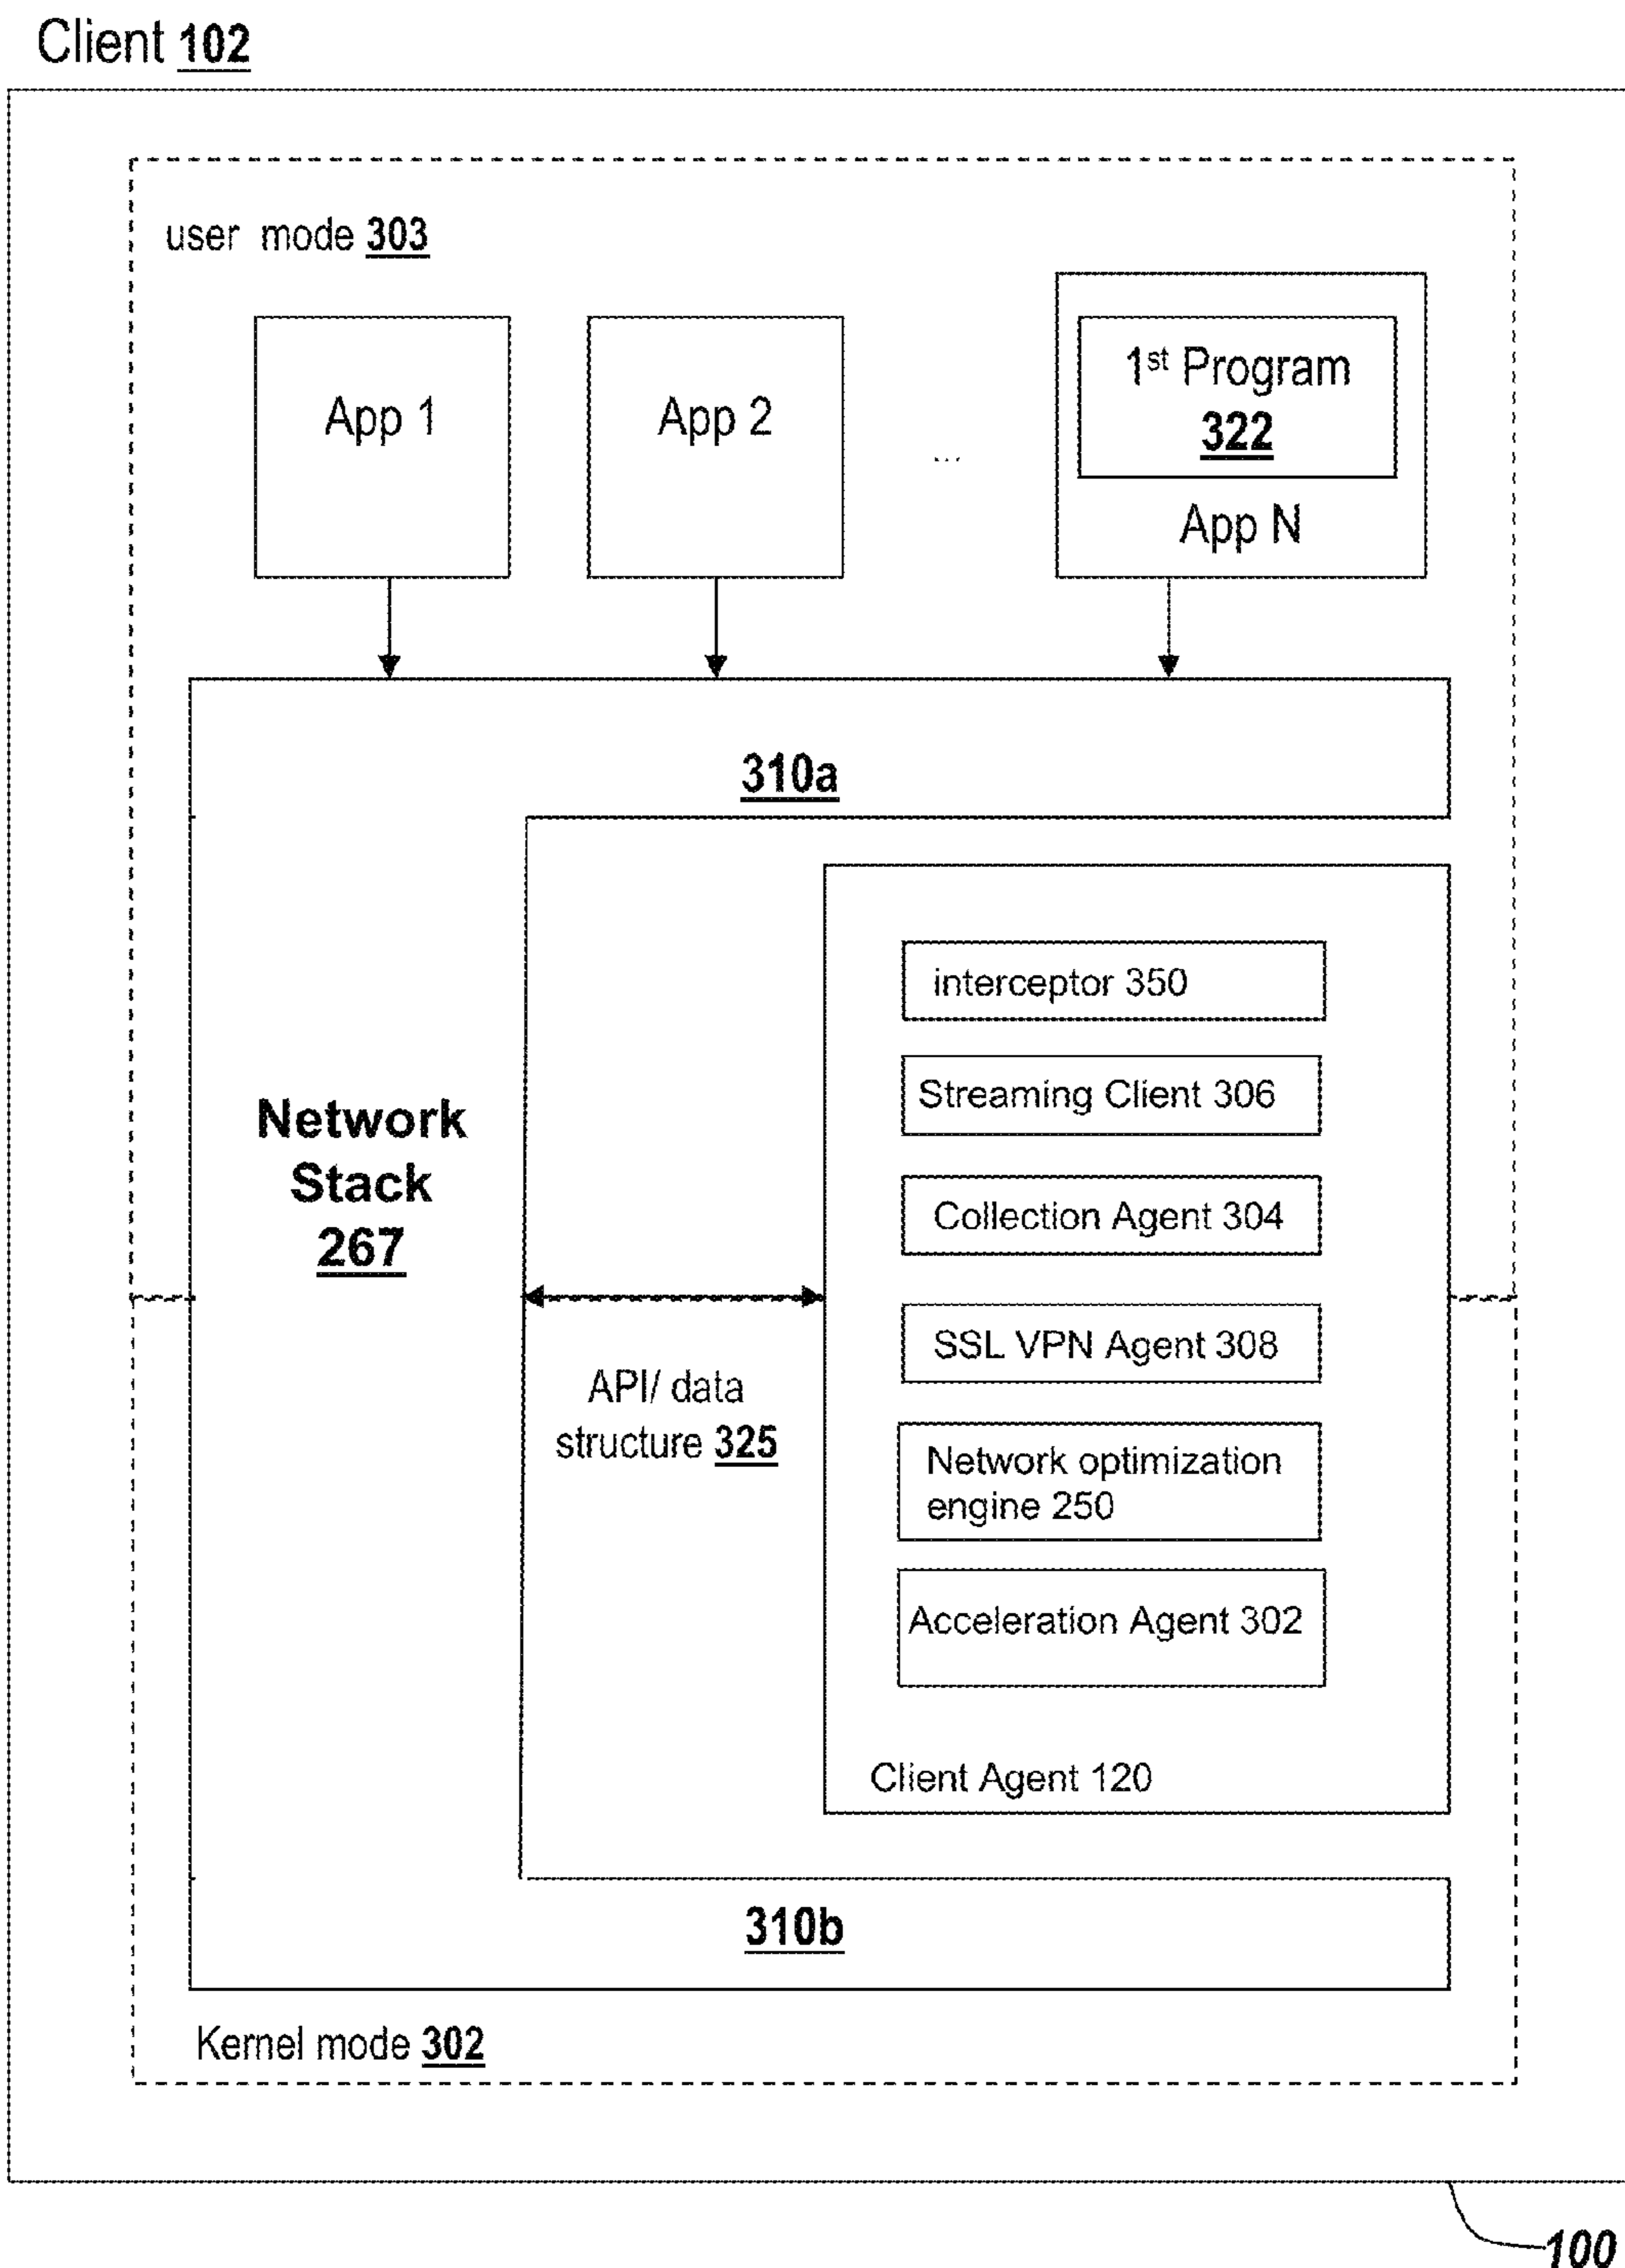 Client 102
user mode 303
App 1
App 2
...
1st Program
322
App N
310a
Network
Stack
267
API/ data
structure 325
interceptor 350
Streaming Client 306
Collection Agent 304
SSL VPN Agent 308
Network optimization
engine 250
Acceleration Agent 302
Client Agent 120
310b
Kernel mode 302
100